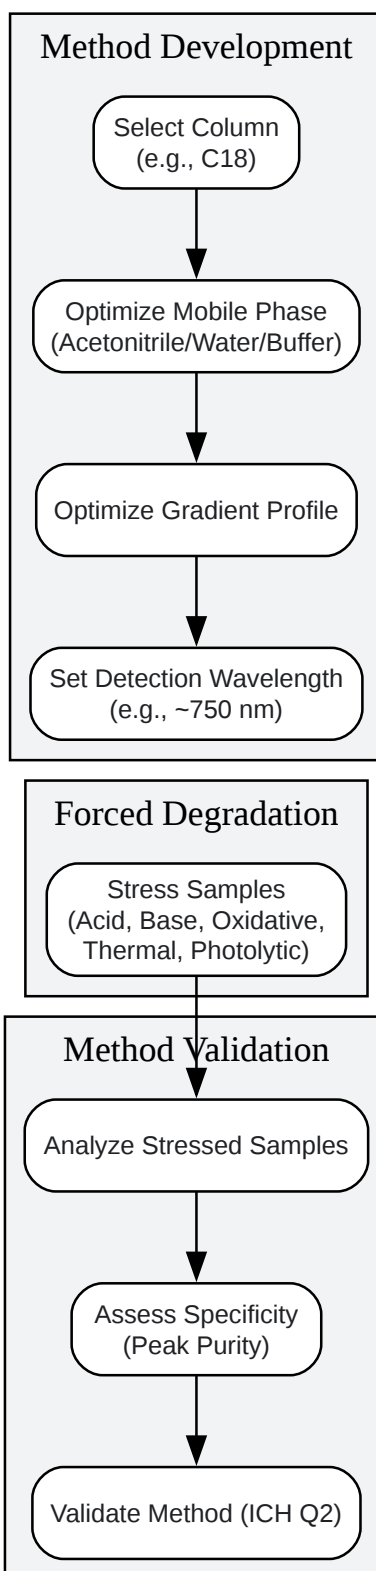 Method Development
Select Column
(e.g., C18)
Optimize Mobile Phase
(Acetonitrile/Water/Buffer)
Optimize Gradient Profile
Set Detection Wavelength
(e.g., ~750 nm)
Forced Degradation
Stress Samples
(Acid, Base, Oxidative,
Thermal, Photolytic)
Method Validation
Analyze Stressed Samples
Assess Specificity
(Peak Purity)
Validate Method (ICH Q2)